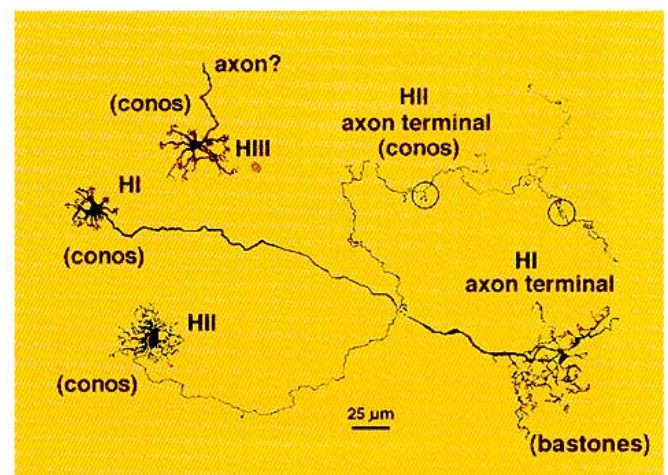 axon?
(conos)
HIII
HII
axon terminal
(conos)
HI
(conos)
HI
axon terminal
HII
(conos)
25 µm
(bastones)